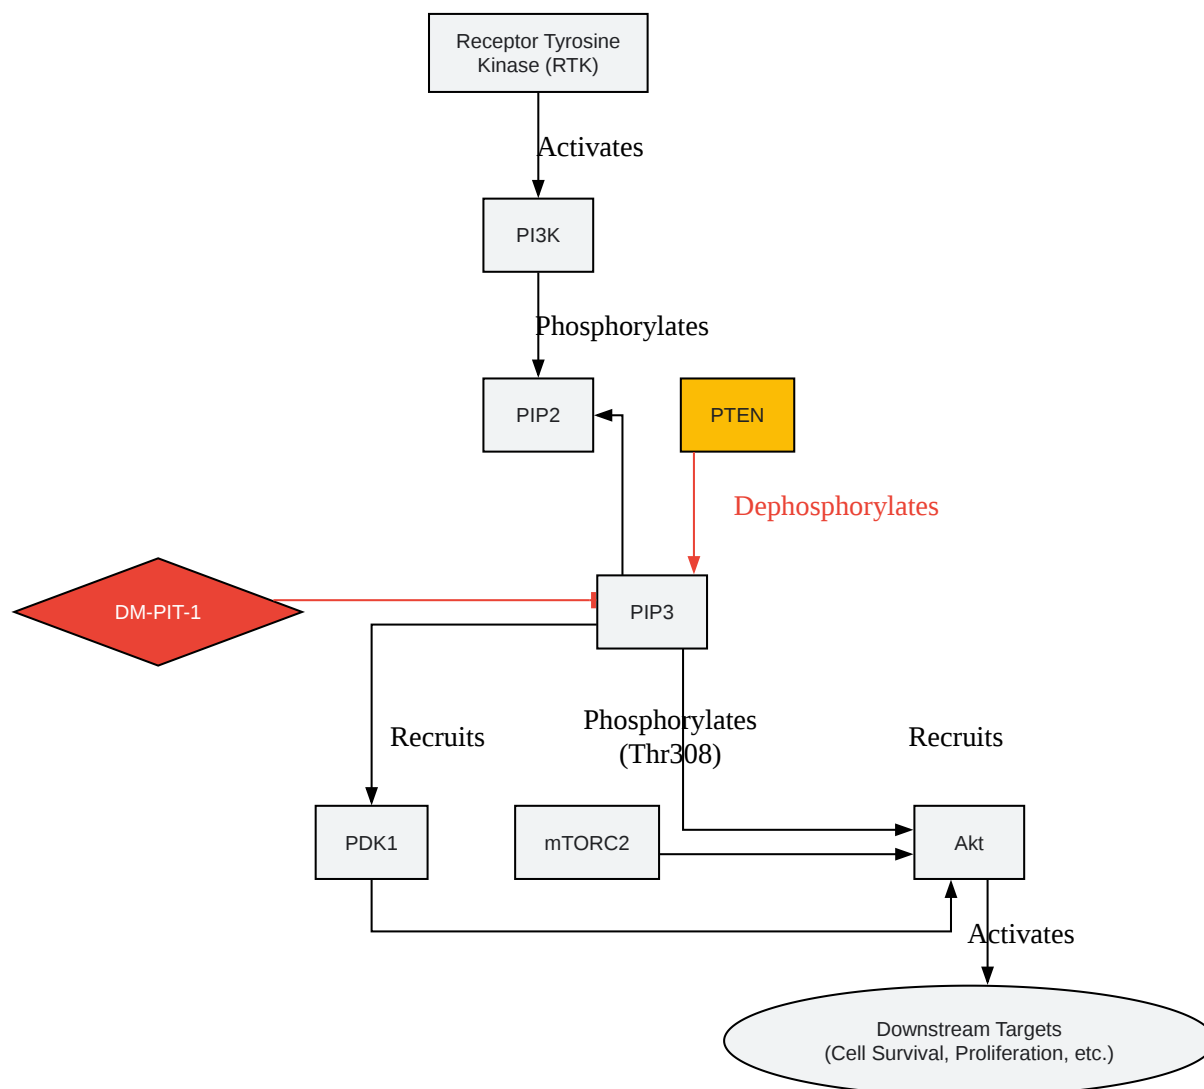 Receptor Tyrosine
Kinase (RTK)
Activates
PI3K
Phosphorylates
PIP2
PTEN
Dephosphorylates
DM-PIT-1
PIP3
Recruits
Phosphorylates
(Thr308)
Recruits
PDK1
mTORC2
Akt
Activates
Downstream Targets
(Cell Survival, Proliferation, etc.)